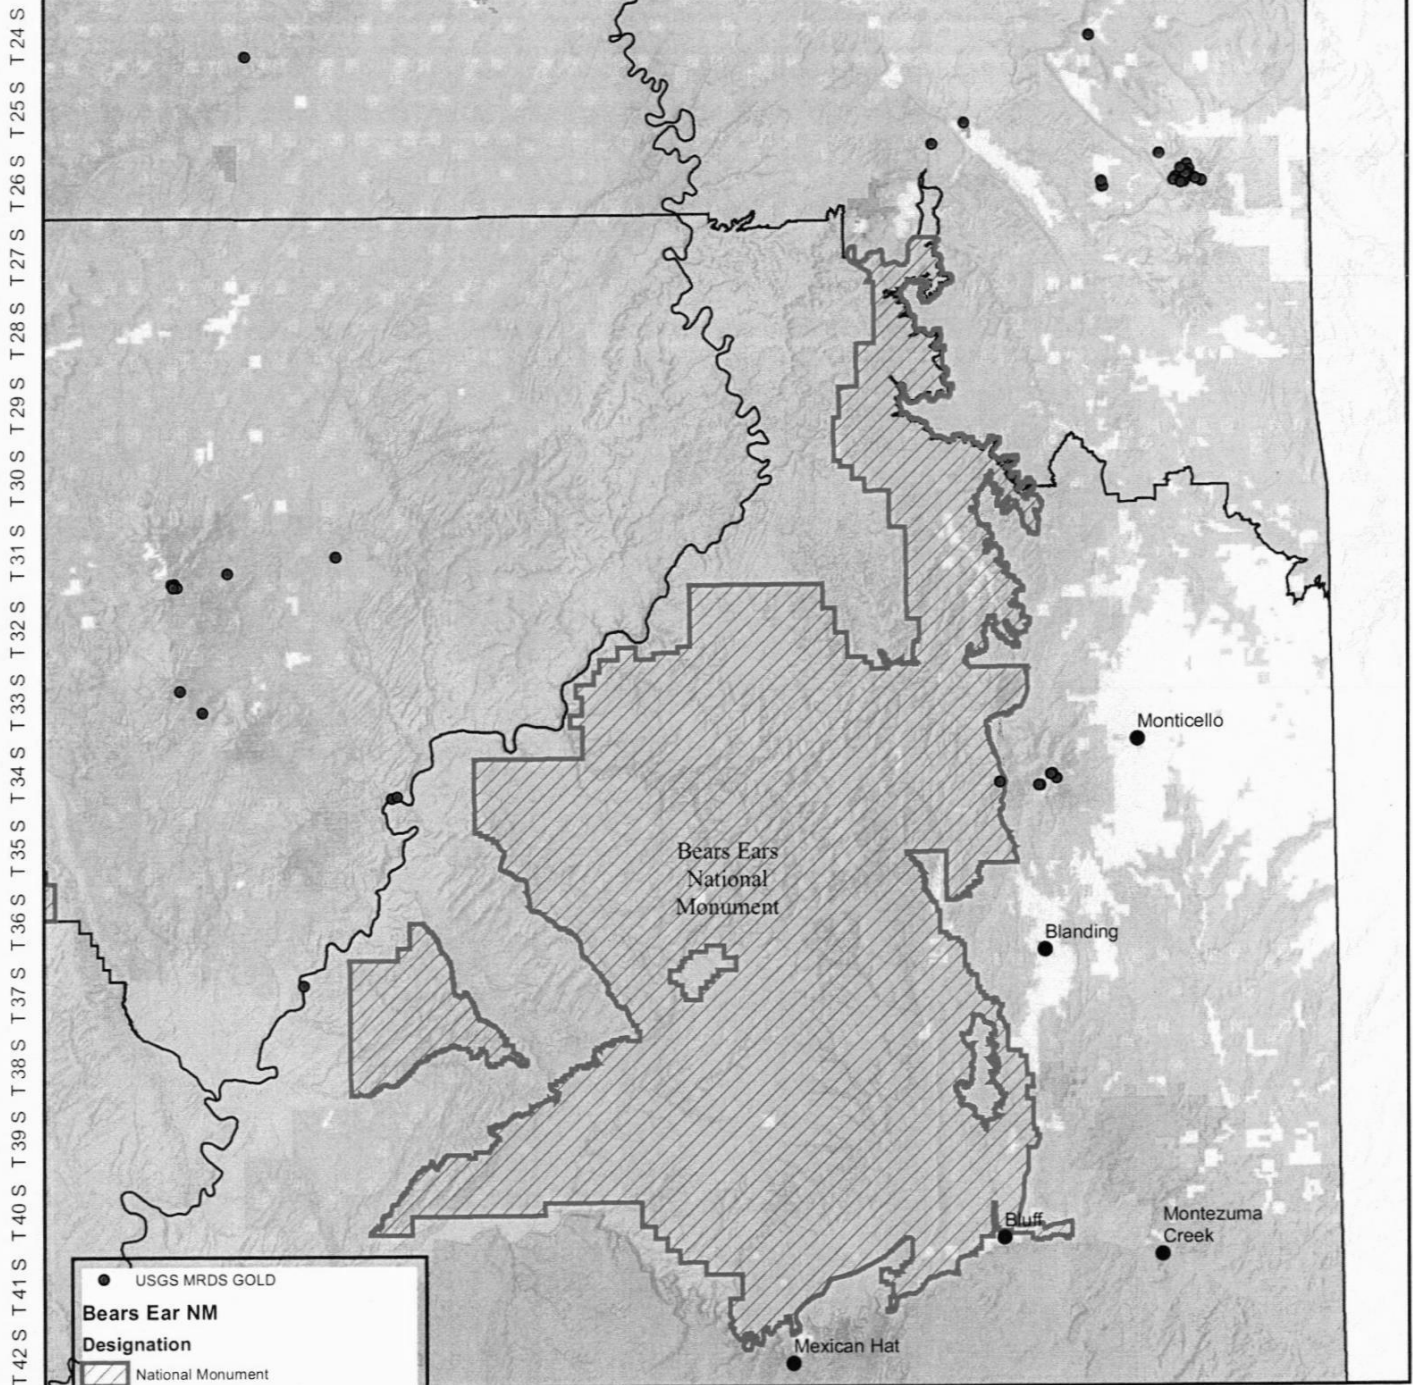 T 24 S
T 25 S
T 26 S
T 27 S
T 28 S
T 29 S
T 30 S
T 31 S
T 32 S
T 33 S
T 34 S
T 35 S
T 36 S
T 37 S
T 38 S
T 39 S
T 40 S
T 41 S
T 42 S
Monticello
Bears Ears
National
Monument
Blanding
Bluff
Montezuma
Creek
Mexican Hat
USGS MRDS GOLD
Bears Ear NM
Designation
National Monument